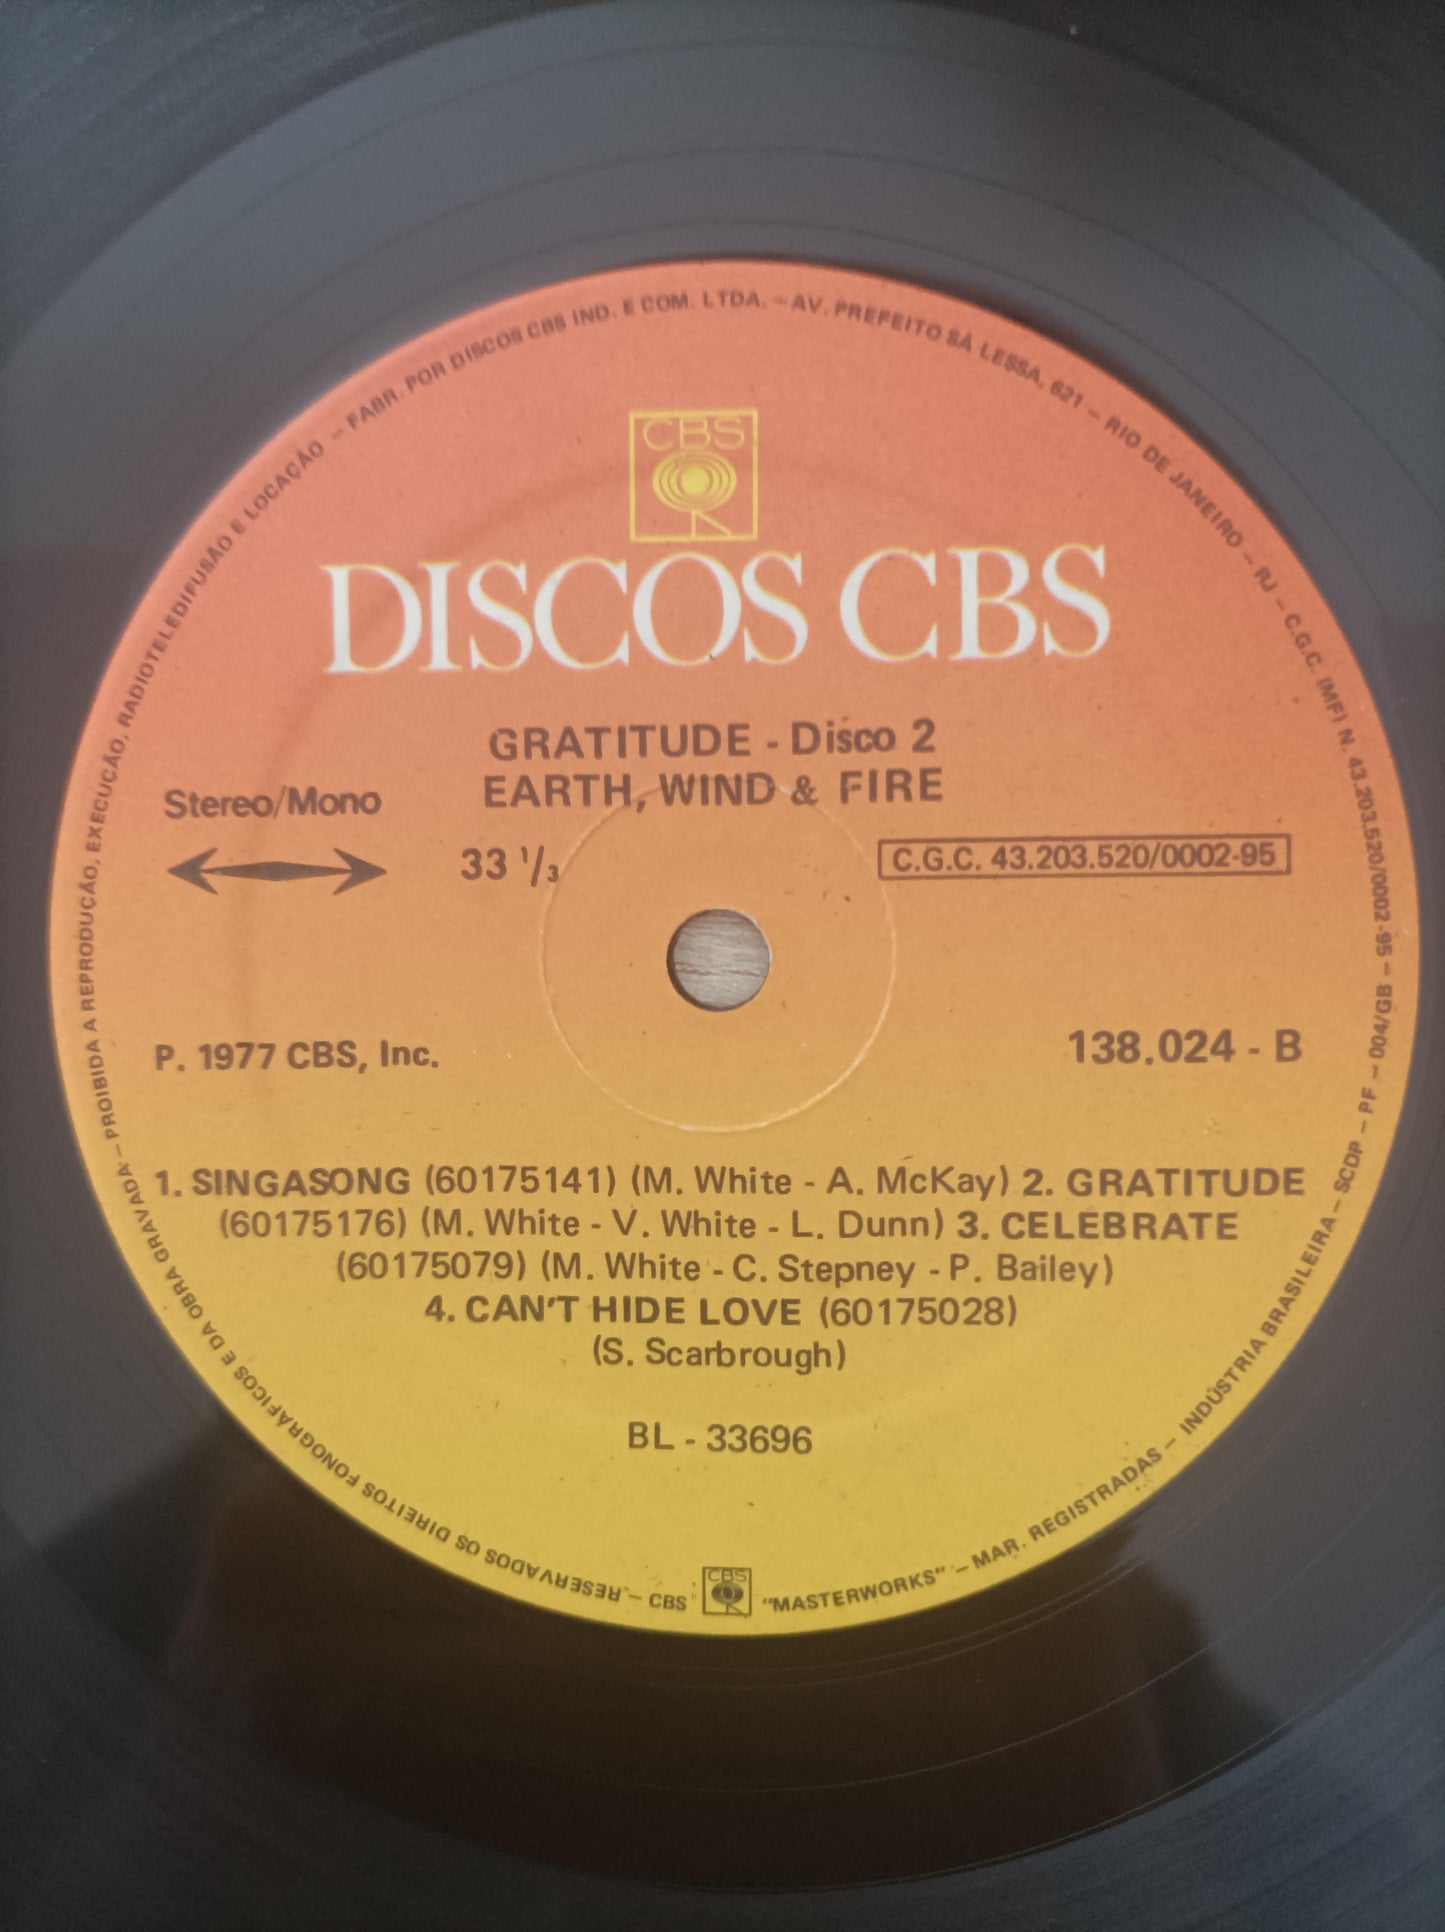 CBS
DISCOS CBS
GRATITUDE - Disco 2
EARTH, WIND & FIRE
Stereo/Mono
33 1/3
C.G.C. 43.203.520/0002-95
P. 1977 CBS, Inc.
138.024 - B
1. SINGASONG (60175141) (M. White - A. McKay) 2. GRATITUDE
(60175176) (M. White - V. White - L. Dunn) 3. CELEBRATE
(60175079) (M. White - C. Stepney - P. Bailey)
4. CAN'T HIDE LOVE (60175028)
(S. Scarbrough)
BL - 33696
FABR. POR DISCOS CBS IND. E COM. LTDA. – AV. PREFEITO SÁ LESSA, 621 – RIO DE JANEIRO – RJ – C.G.C. (MF) N. 43.203.520/0002-95 – GB/004 – PF – SCDP – INDÚSTRIA BRASILEIRA – MAR. REGISTRADAS – "MASTERWORKS" CBS CBS – RESERVADOS OS DIREITOS FONOGRÁFICOS E DA OBRA GRAVADA – PROIBIDA A REPRODUÇÃO, EXECUÇÃO, RADIOTELEDIFUSÃO E LOCAÇÃO –